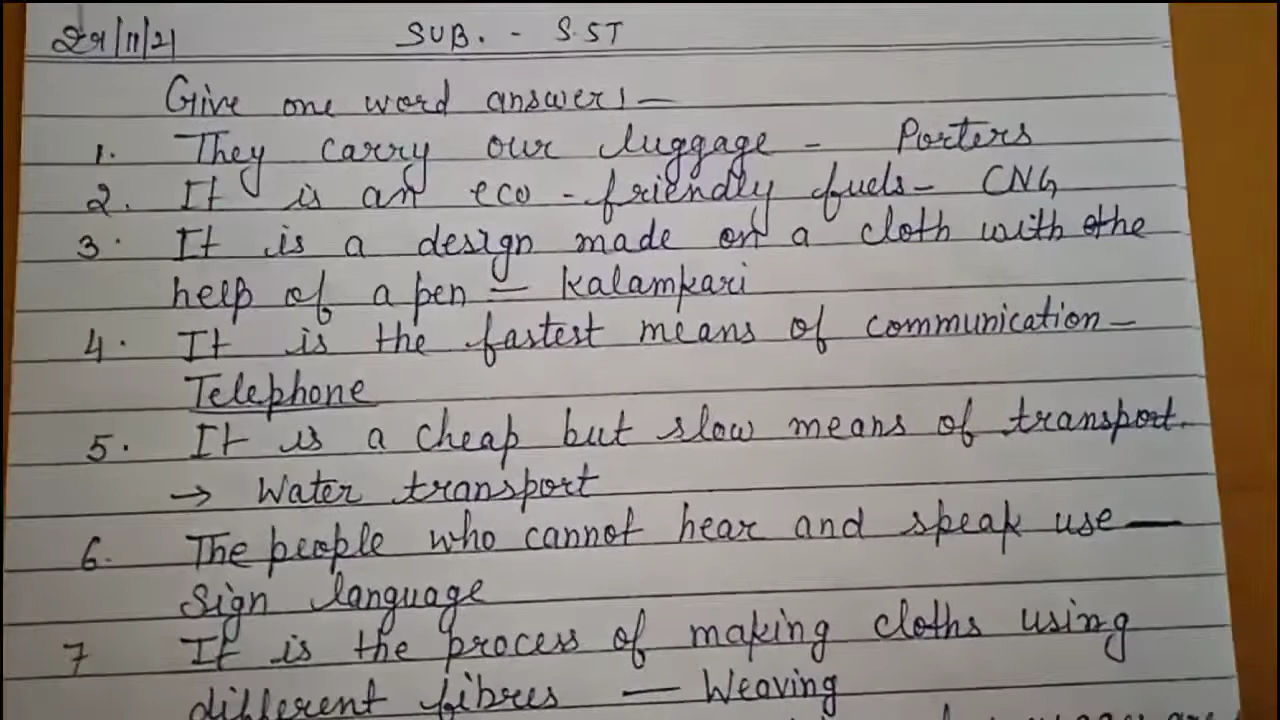 29/11/21 SUB. - S.ST
Give one word answer:-
1. They carry our luggage - Porters
2. It is an eco-friendly fuels- CNG
3. It is a design made on a cloth with the
help of a pen - Kalamkari
4. It is the fastest means of communication-
Telephone
5. It is a cheap but slow means of transport.
→ Water transport
6. The people who cannot hear and speak use —
Sign language
7 It is the process of making cloths using
different fibres — Weaving